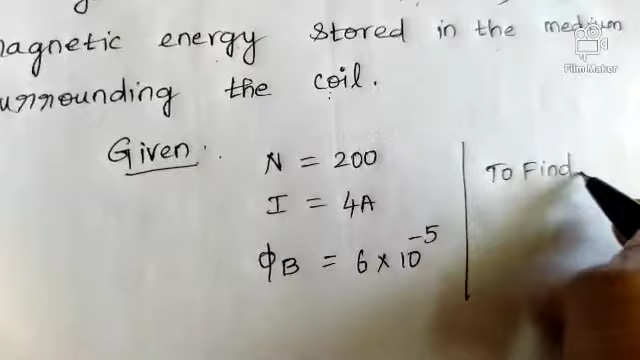 magnetic energy stored in the medium
surrounding the coil.
Given :
N = 200
I = 4A
ϕB = 6 × 10⁻⁵
To Find
Film Maker